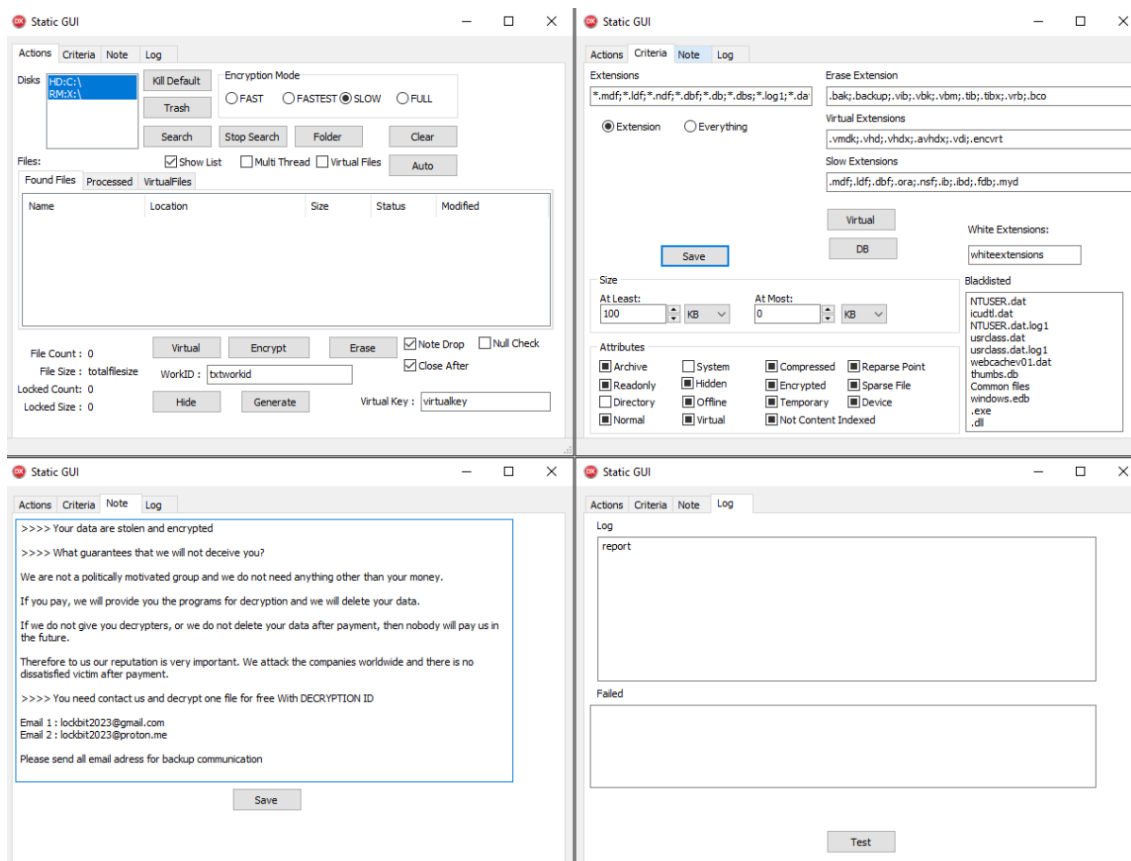 Static GUI
Actions Criteria Note Log
Disks
HD:C:\
RM:X:\
Kill Default
Trash
Encryption Mode
FAST FASTEST SLOW FULL
Search Stop Search Folder Clear
Files:
Show List Multi Thread Virtual Files Auto
Found Files Processed VirtualFiles
Name Location Size Status Modified
File Count : 0
File Size : totalfilesize
Locked Count: 0
Locked Size : 0
Virtual Encrypt Erase
Note Drop Null Check
Close After
WorkID : txtworkid
Hide Generate
Virtual Key : virtualkey
Static GUI
Actions Criteria Note Log
Extensions
*.mdf;*.ldf;*.ndf;*.dbf;*.db;*.dbs;*.log1;*.da
Extension Everything
Save
Erase Extension
.bak;.backup;.vib;.vbk;.vbm;.tib;.tibx;.vrb;.bco
Virtual Extensions
.vmdk;.vhd;.vhdx;.avhdx;.vdi;.encvrt
Slow Extensions
.mdf;.ldf;.dbf;.ora;.nsf;.ib;.ibd;.fdb;.myd
Virtual
DB
White Extensions:
whiteextensions
Size
At Least: At Most:
100 KB 0 KB
Attributes
Archive System Compressed Reparse Point
Readonly Hidden Encrypted Sparse File
Directory Offline Temporary Device
Normal Virtual Not Content Indexed
Blacklisted
NTUSER.dat
icudtl.dat
NTUSER.dat.log1
usrclass.dat
usrclass.dat.log1
webcachev01.dat
thumbs.db
Common files
windows.edb
.exe
.dll
Static GUI
Actions Criteria Note Log
>>>> Your data are stolen and encrypted
>>>> What guarantees that we will not deceive you?
We are not a politically motivated group and we do not need anything other than your money.
If you pay, we will provide you the programs for decryption and we will delete your data.
If we do not give you decrypters, or we do not delete your data after payment, then nobody will pay us in
the future.
Therefore to us our reputation is very important. We attack the companies worldwide and there is no
dissatisfied victim after payment.
>>>> You need contact us and decrypt one file for free With DECRYPTION ID
Email 1 : lockbit2023@gmail.com
Email 2 : lockbit2023@proton.me
Please send all email adress for backup communication
Save
Static GUI
Actions Criteria Note Log
Log
report
Failed
Test